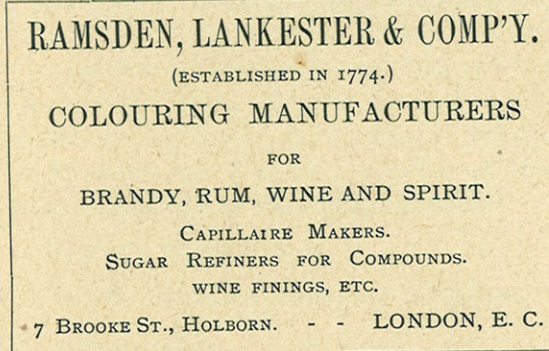 RAMSDEN, LANKESTER & COMP'Y.
(ESTABLISHED IN 1774.)
COLOURING MANUFACTURERS
FOR
BRANDY, RUM, WINE AND SPIRIT.
CAPILLAIRE MAKERS.
SUGAR REFINERS FOR COMPOUNDS.
WINE FININGS, ETC.
7 BROOKE ST., HOLBORN. - - LONDON, E. C.